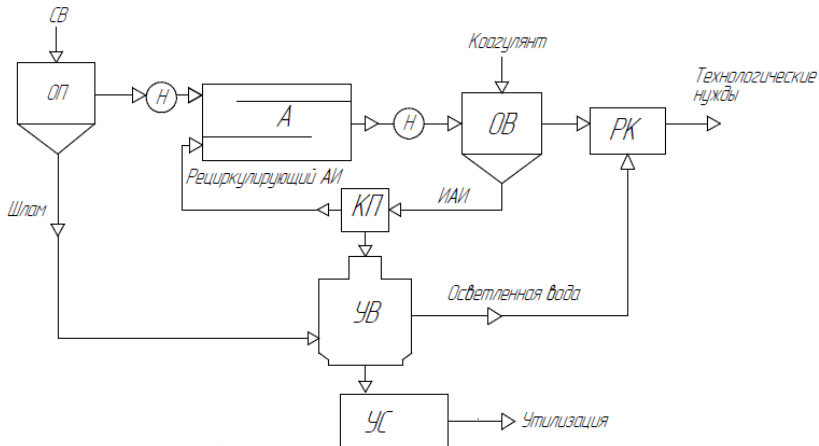 СВ
Коагулянт
Технологические
нужды
ОП
Н
А
Н
ОВ
РК
Рециркулирующий АИ
ИАИ
КП
Шлам
Осветленная вода
УВ
УС
Утилизация